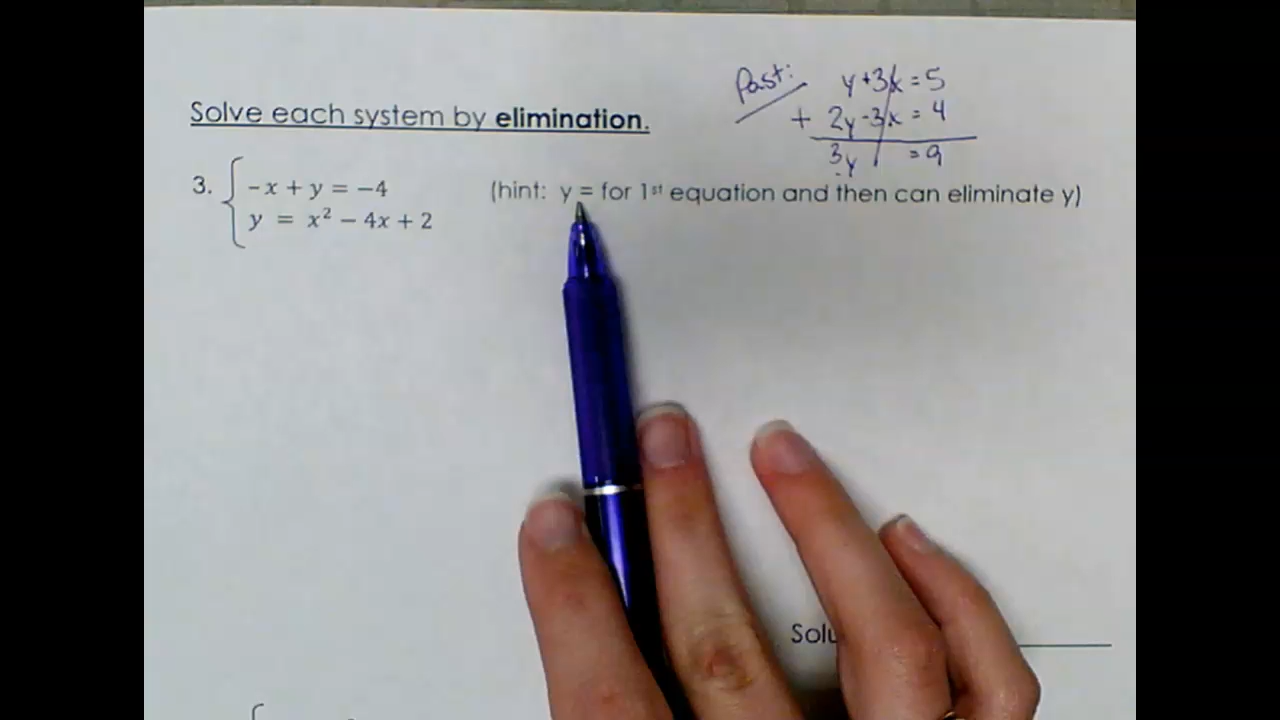 Past: y+3x=5
+ 2y-3x=4
3y =9
Solve each system by elimination.
3. -x + y = -4 (hint: y = for 1st equation and then can eliminate y)
y = x² - 4x + 2